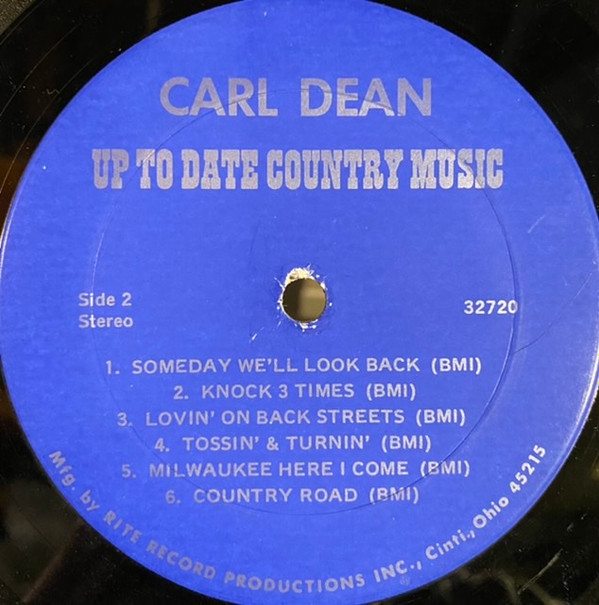 CARL DEAN
UP TO DATE COUNTRY MUSIC
Side 2
Stereo
32720
1. SOMEDAY WE'LL LOOK BACK (BMI)
2. KNOCK 3 TIMES (BMI)
3. LOVIN' ON BACK STREETS (BMI)
4. TOSSIN' & TURNIN' (BMI)
5. MILWAUKEE HERE I COME (BMI)
6. COUNTRY ROAD (BMI)
Mfg. by RITE RECORD PRODUCTIONS INC., Cinti., Ohio 45215